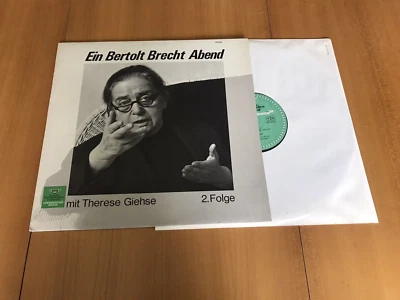 Ein Bertolt Brecht Abend
mit Therese Giehse
2.Folge